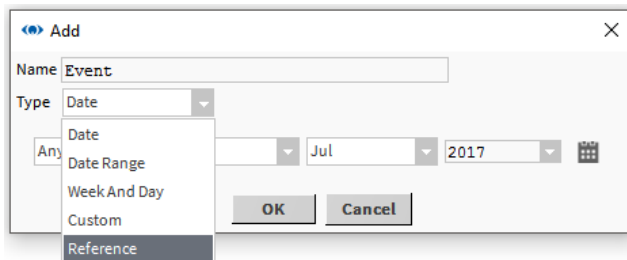 Add
Name Event
Type Date
Date
Any Jul 2017
Date Range
Week And Day
OK Cancel
Custom
Reference